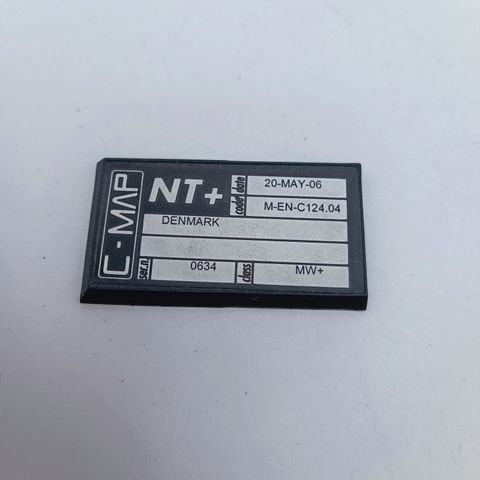 C-MAP
NT+
date 20-MAY-06
code M-EN-C124.04
DENMARK
ser.n. 0634
class MW+